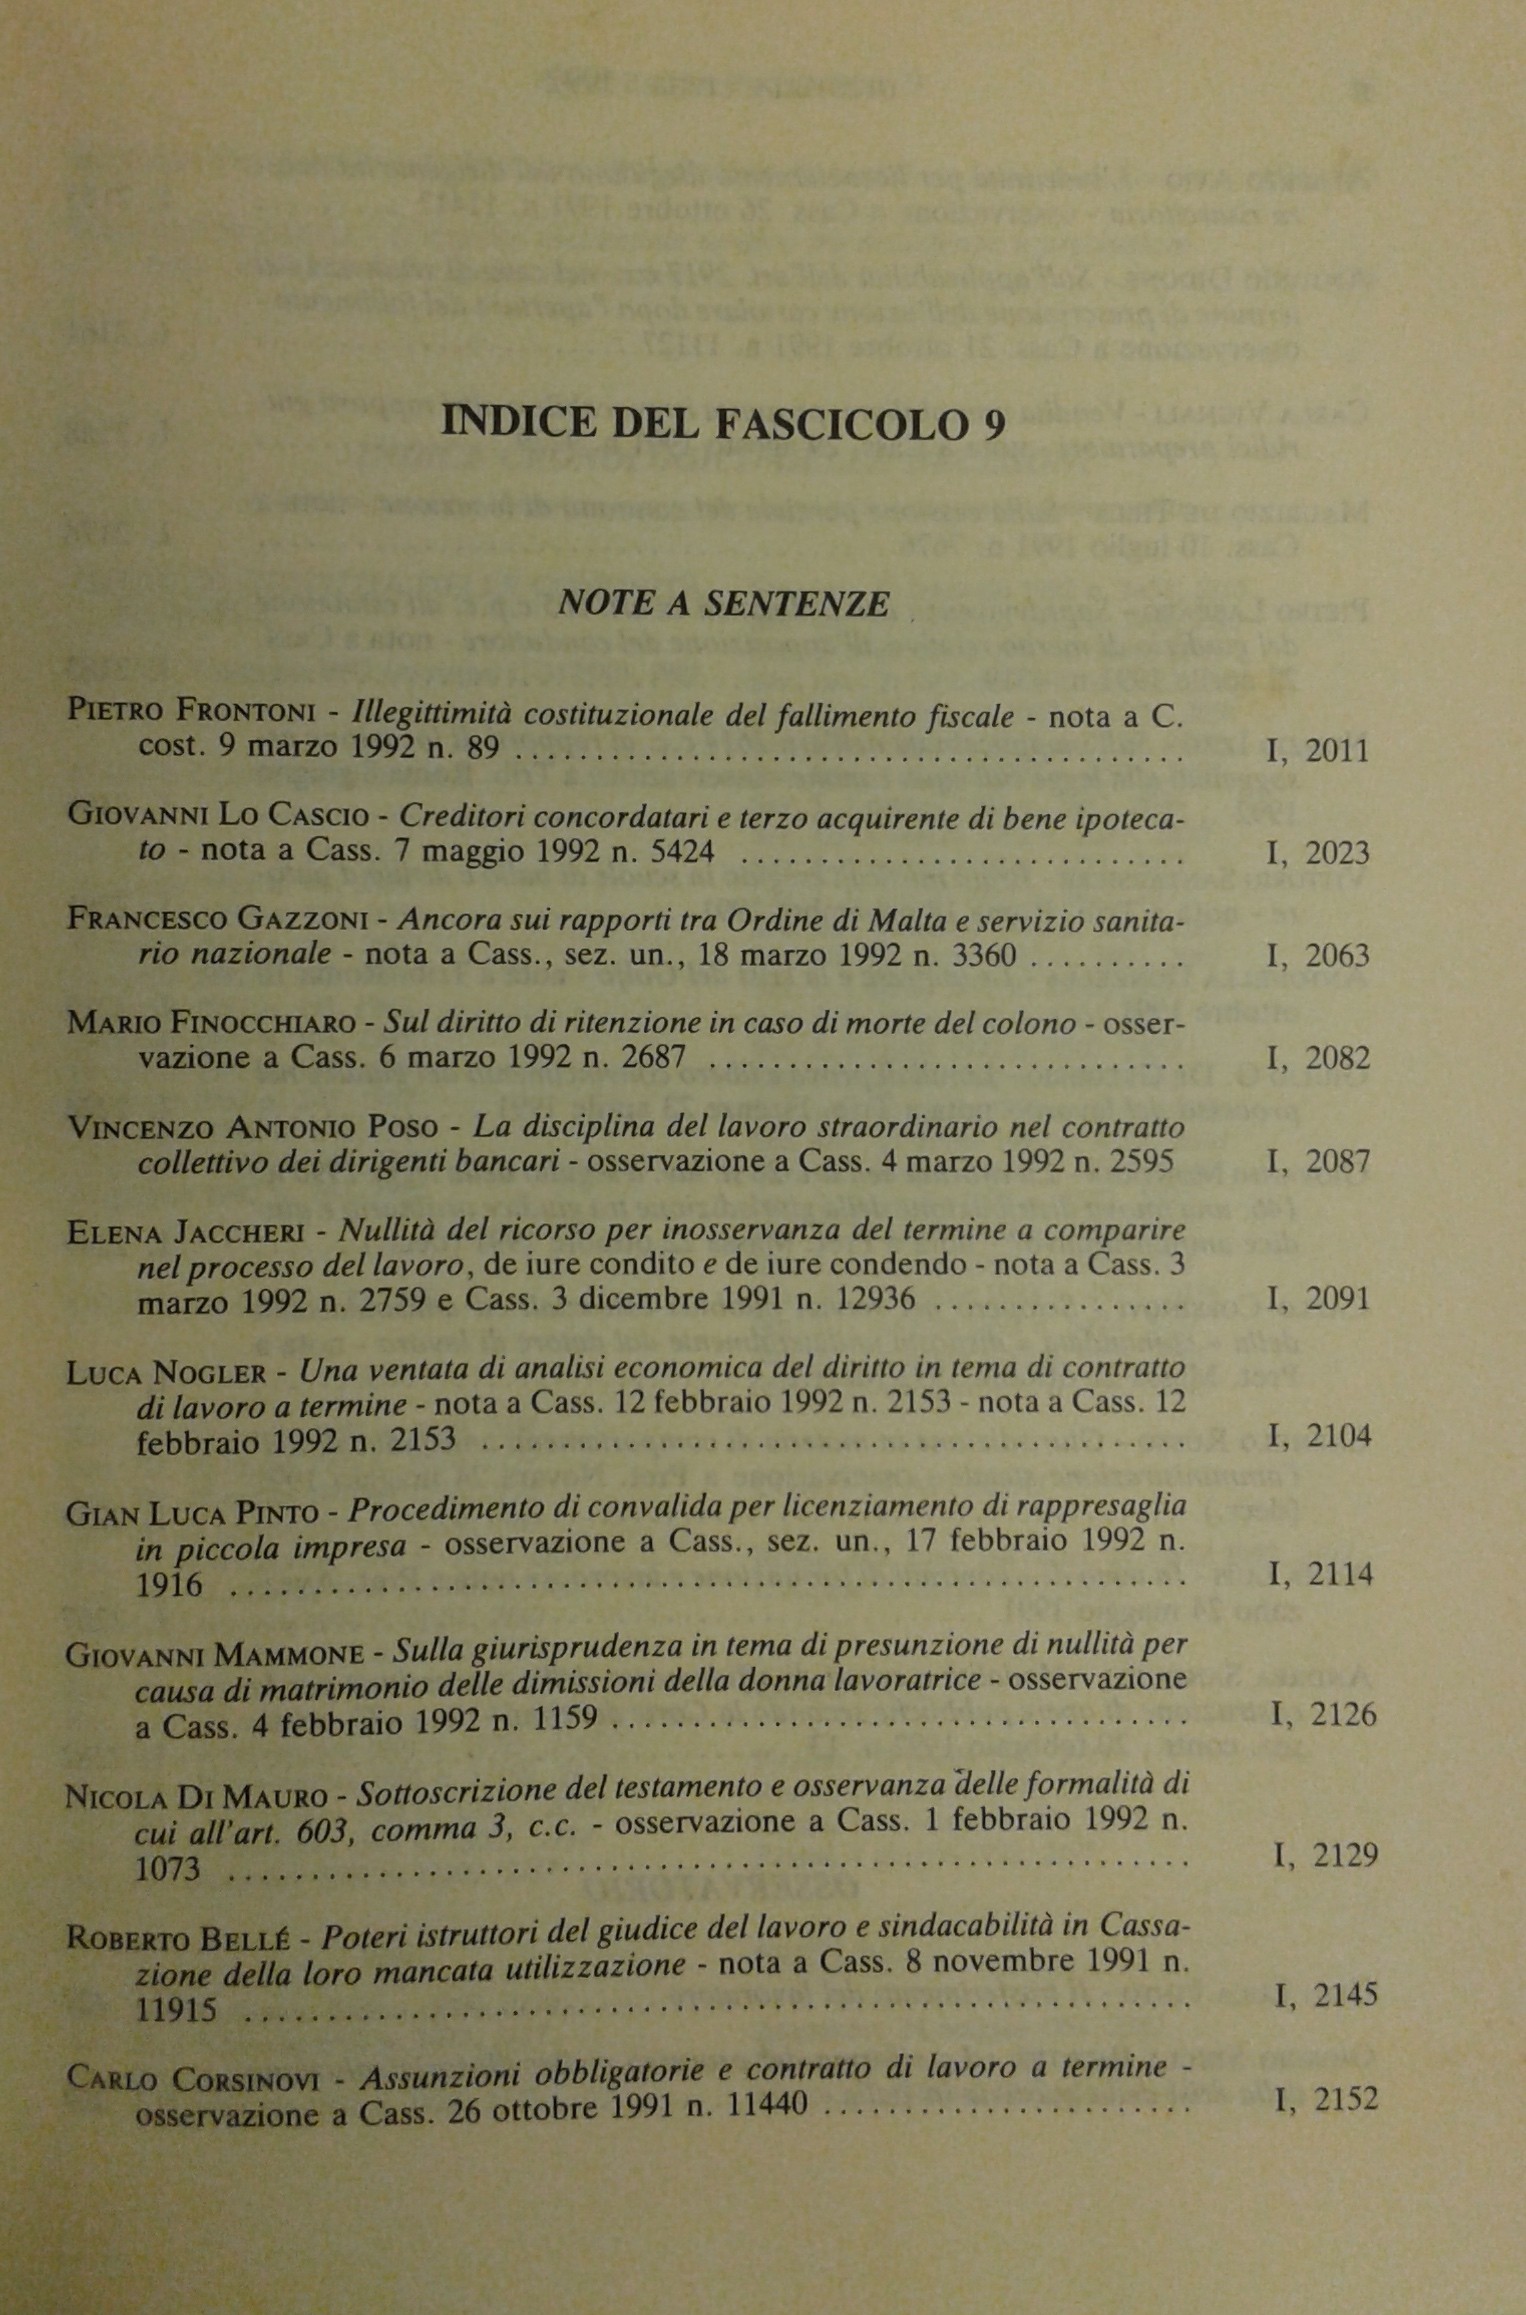 INDICE DEL FASCICOLO 9
NOTE A SENTENZE
PIETRO FRONTONI - Illegittimità costituzionale del fallimento fiscale - nota a C.
cost. 9 marzo 1992 n. 89 ........................................ I, 2011
GIOVANNI LO CASCIO - Creditori concordatari e terzo acquirente di bene ipoteca-
to - nota a Cass. 7 maggio 1992 n. 5424 ........................... I, 2023
FRANCESCO GAZZONI - Ancora sui rapporti tra Ordine di Malta e servizio sanita-
rio nazionale - nota a Cass., sez. un., 18 marzo 1992 n. 3360 .......... I, 2063
MARIO FINOCCHIARO - Sul diritto di ritenzione in caso di morte del colono - osser-
vazione a Cass. 6 marzo 1992 n. 2687 ............................. I, 2082
VINCENZO ANTONIO POSO - La disciplina del lavoro straordinario nel contratto
collettivo dei dirigenti bancari - osservazione a Cass. 4 marzo 1992 n. 2595 I, 2087
ELENA JACCHERI - Nullità del ricorso per inosservanza del termine a comparire
nel processo del lavoro, de iure condito e de iure condendo - nota a Cass. 3
marzo 1992 n. 2759 e Cass. 3 dicembre 1991 n. 12936 ................ I, 2091
LUCA NOGLER - Una ventata di analisi economica del diritto in tema di contratto
di lavoro a termine - nota a Cass. 12 febbraio 1992 n. 2153 - nota a Cass. 12
febbraio 1992 n. 2153 ........................................... I, 2104
GIAN LUCA PINTO - Procedimento di convalida per licenziamento di rappresaglia
in piccola impresa - osservazione a Cass., sez. un., 17 febbraio 1992 n.
1916 .......................................................... I, 2114
GIOVANNI MAMMONE - Sulla giurisprudenza in tema di presunzione di nullità per
causa di matrimonio delle dimissioni della donna lavoratrice - osservazione
a Cass. 4 febbraio 1992 n. 1159 ................................... I, 2126
NICOLA DI MAURO - Sottoscrizione del testamento e osservanza delle formalità di
cui all'art. 603, comma 3, c.c. - osservazione a Cass. 1 febbraio 1992 n.
1073 .......................................................... I, 2129
ROBERTO BELLÉ - Poteri istruttori del giudice del lavoro e sindacabilità in Cassa-
zione della loro mancata utilizzazione - nota a Cass. 8 novembre 1991 n.
11915 ......................................................... I, 2145
CARLO CORSINOVI - Assunzioni obbligatorie e contratto di lavoro a termine -
osservazione a Cass. 26 ottobre 1991 n. 11440 ....................... I, 2152